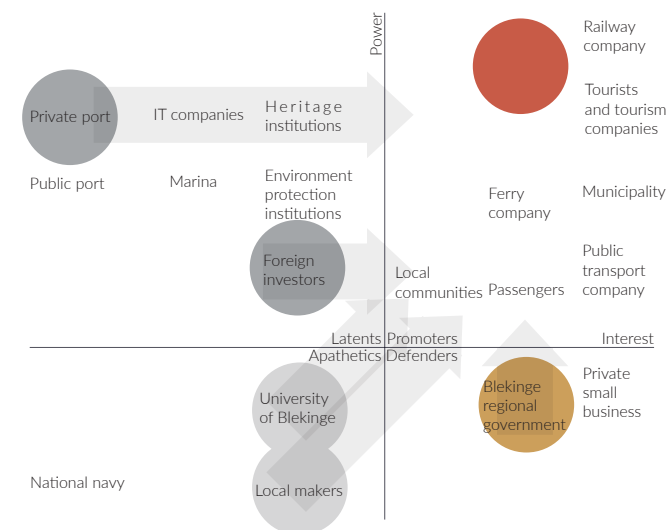 Power
Railway
company
Tourists
and tourism
companies
Private port
IT companies
Heritage
institutions
Public port
Marina
Environment
protection
institutions
Ferry
company
Municipality
Foreign
investors
Local
communities
Passengers
Public
transport
company
Latents
Promoters
Interest
Apathetics
Defenders
University
of Blekinge
Blekinge
regional
government
Private
small
business
National navy
Local makers